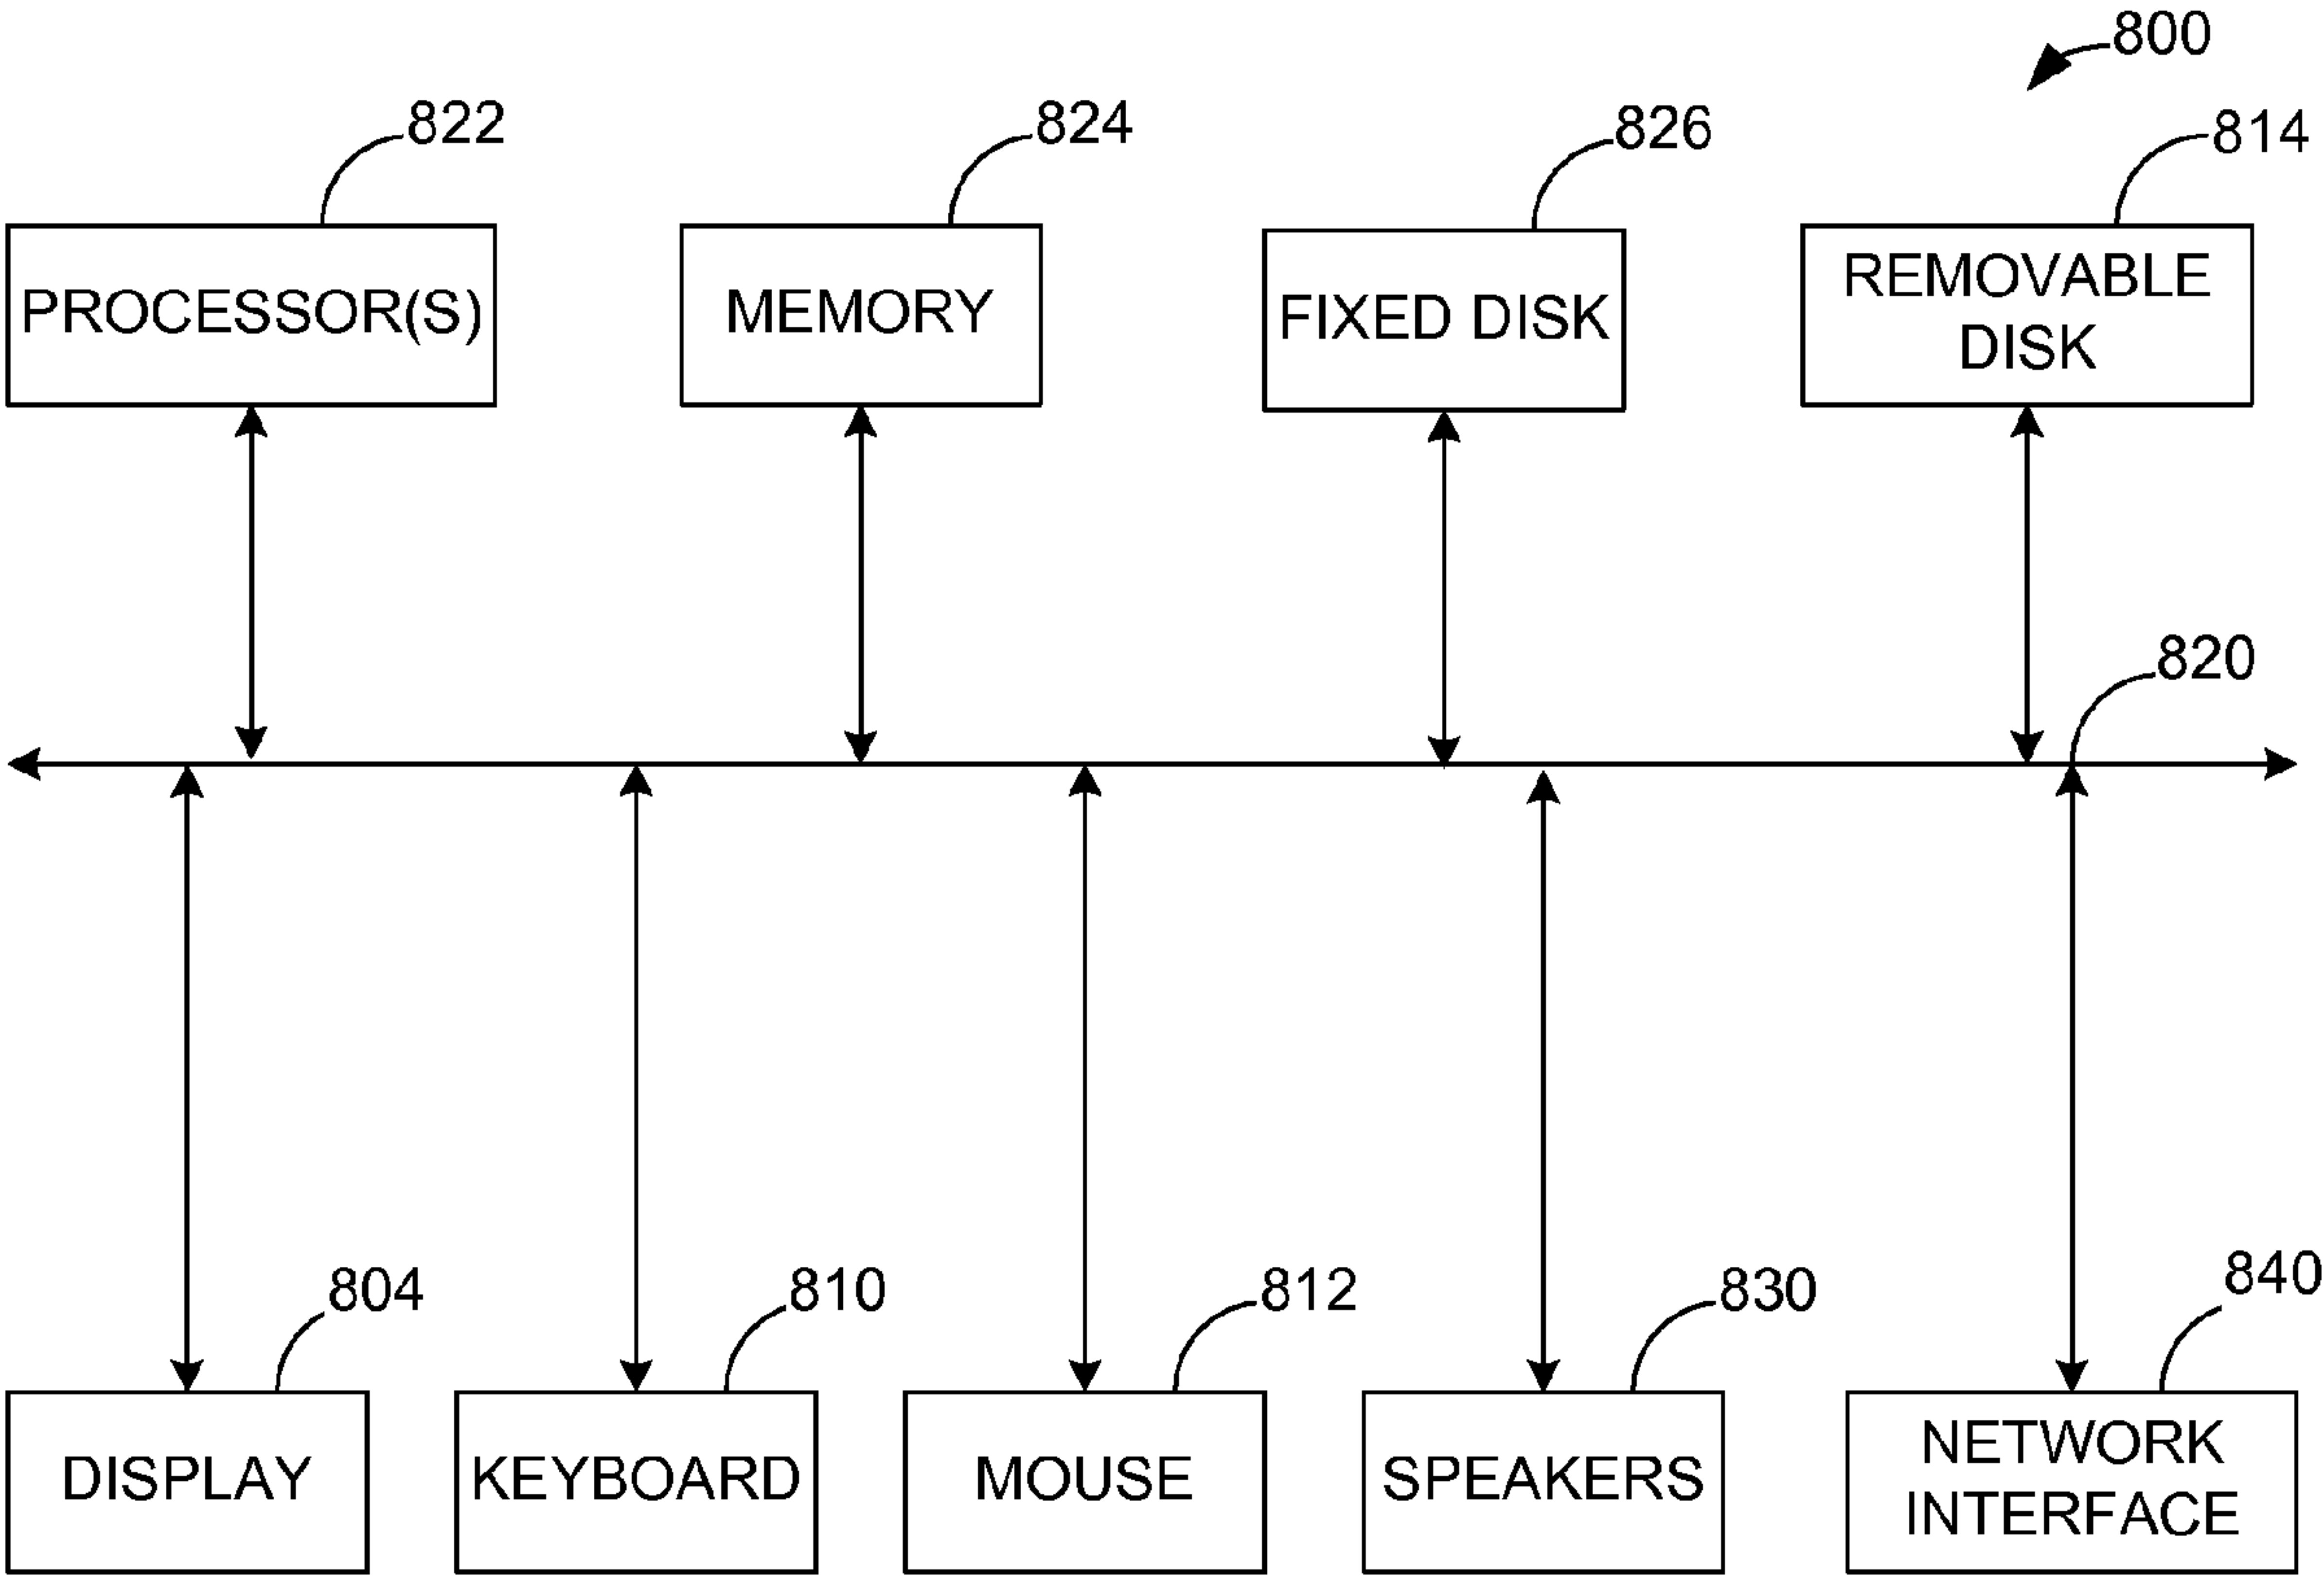 800
822
824
826
814
PROCESSOR(S)
MEMORY
FIXED DISK
REMOVABLE
DISK
820
804
810
812
830
840
DISPLAY
KEYBOARD
MOUSE
SPEAKERS
NETWORK
INTERFACE